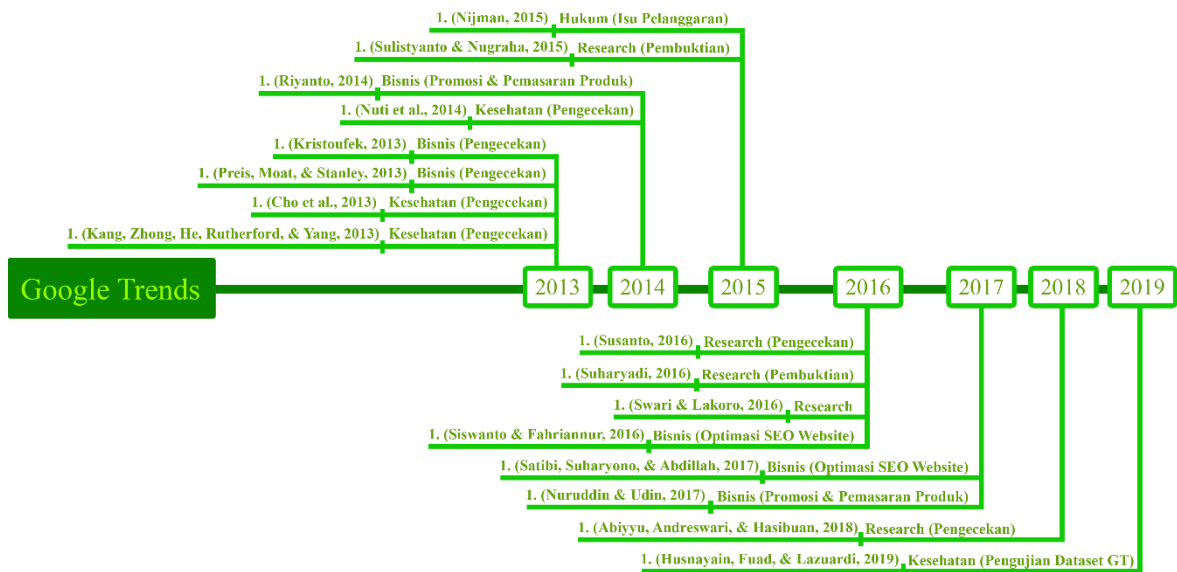 1. (Nijman, 2015) Hukum (Isu Pelanggaran)
1. (Sulistyanto & Nugraha, 2015) Research (Pembuktian)
1. (Riyanto, 2014) Bisnis (Promosi & Pemasaran Produk)
1. (Nuti et al., 2014) Kesehatan (Pengecekan)
1. (Kristoufek, 2013) Bisnis (Pengecekan)
1. (Preis, Moat, & Stanley, 2013) Bisnis (Pengecekan)
1. (Cho et al., 2013) Kesehatan (Pengecekan)
1. (Kang, Zhong, He, Rutherford, & Yang, 2013) Kesehatan (Pengecekan)
Google Trends 2013 2014 2015 2016 2017 2018 2019
1. (Susanto, 2016) Research (Pengecekan)
1. (Suharyadi, 2016) Research (Pembuktian)
1. (Swari & Lakoro, 2016) Research
1. (Siswanto & Fahriannur, 2016) Bisnis (Optimasi SEO Website)
1. (Satibi, Suharyono, & Abdillah, 2017) Bisnis (Optimasi SEO Website)
1. (Nuruddin & Udin, 2017) Bisnis (Promosi & Pemasaran Produk)
1. (Abiyyu, Andreswari, & Hasibuan, 2018) Research (Pengecekan)
1. (Husnayain, Fuad, & Lazuardi, 2019) Kesehatan (Pengujian Dataset GT)